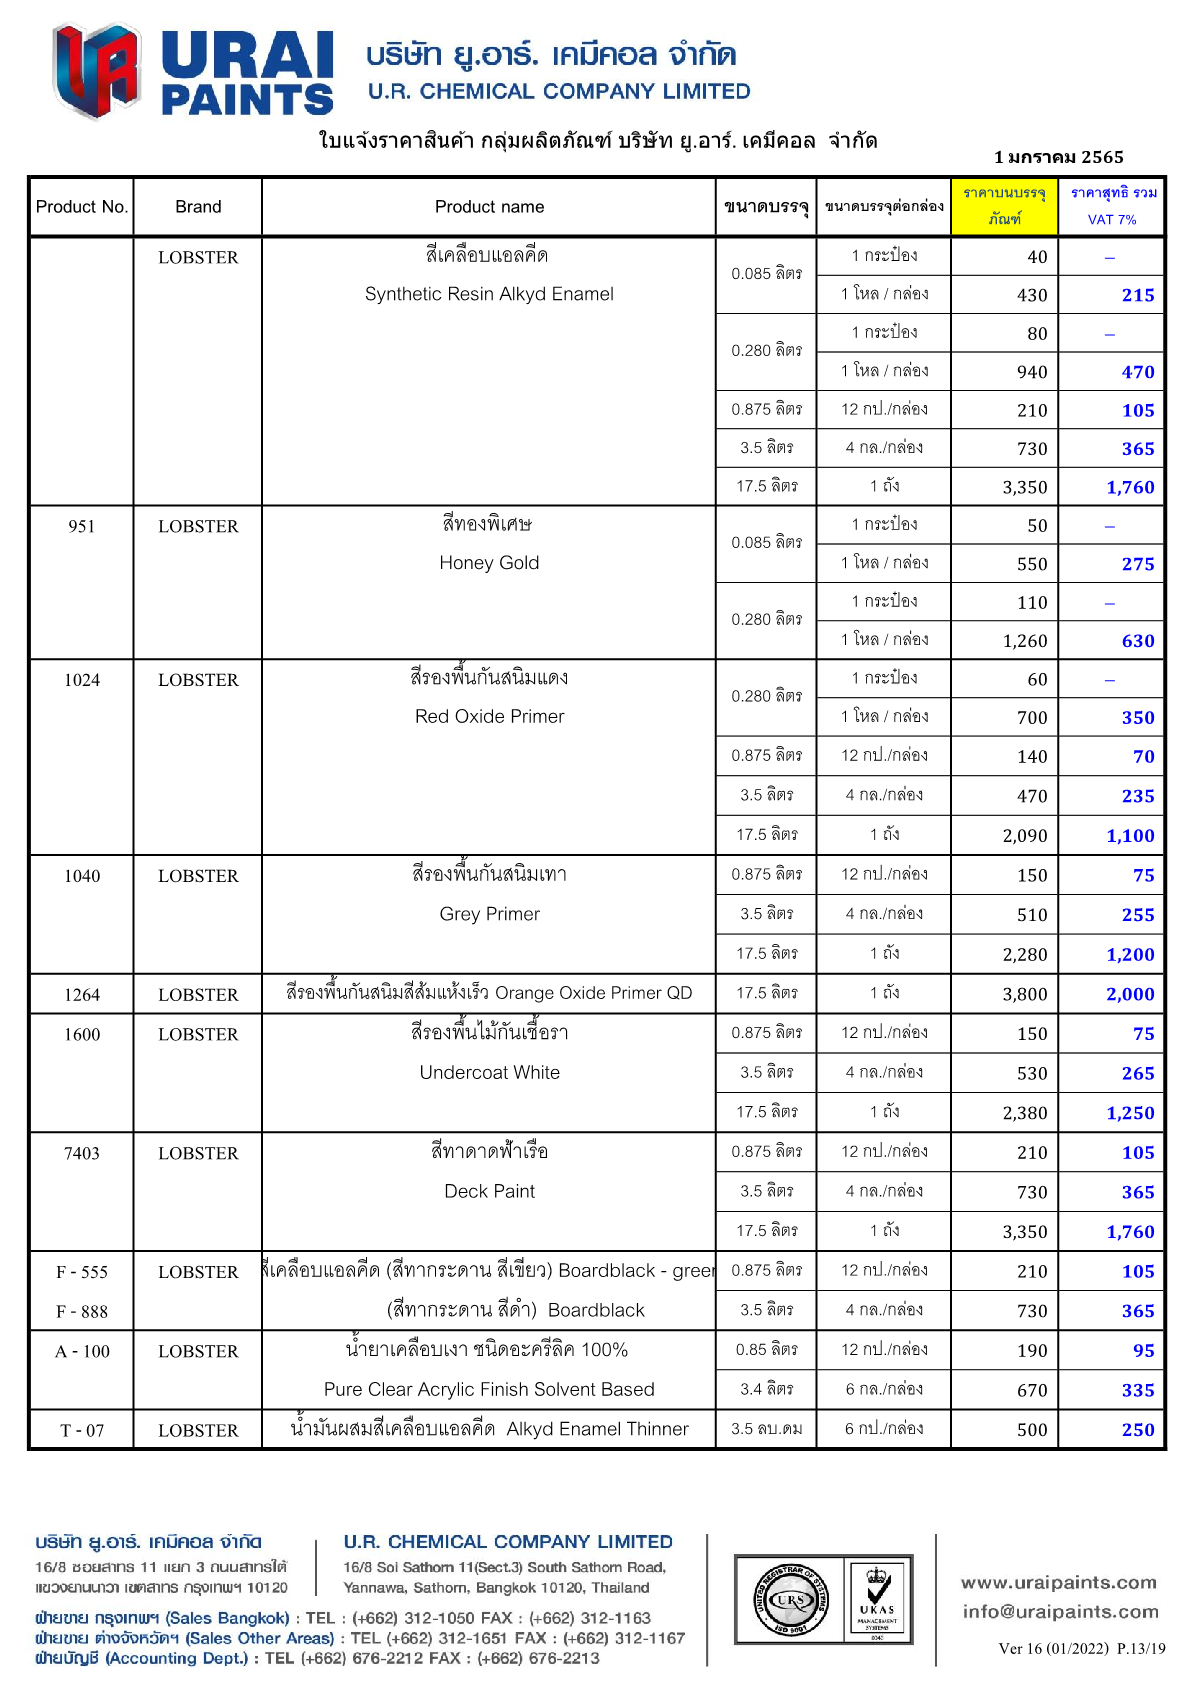 URAI PAINTS
บริษัท ยู.อาร์. เคมีคอล จำกัด
U.R. CHEMICAL COMPANY LIMITED
ใบแจ้งราคาสินค้า กลุ่มผลิตภัณฑ์ บริษัท ยู.อาร์. เคมีคอล จำกัด
1 มกราคม 2565
Product No. Brand Product name ขนาดบรรจุ ขนาดบรรจุต่อกล่อง ราคาบนบรรจุภัณฑ์ ราคาสุทธิ รวม VAT 7%
LOBSTER สีเคลือบแอลคีด 0.085 ลิตร 1 กระป๋อง 40 –
Synthetic Resin Alkyd Enamel 1 โหล / กล่อง 430 215
0.280 ลิตร 1 กระป๋อง 80 –
1 โหล / กล่อง 940 470
0.875 ลิตร 12 กป./กล่อง 210 105
3.5 ลิตร 4 กล./กล่อง 730 365
17.5 ลิตร 1 ถัง 3,350 1,760
951 LOBSTER สีทองพิเศษ 0.085 ลิตร 1 กระป๋อง 50 –
Honey Gold 1 โหล / กล่อง 550 275
0.280 ลิตร 1 กระป๋อง 110 –
1 โหล / กล่อง 1,260 630
1024 LOBSTER สีรองพื้นกันสนิมแดง 0.280 ลิตร 1 กระป๋อง 60 –
Red Oxide Primer 1 โหล / กล่อง 700 350
0.875 ลิตร 12 กป./กล่อง 140 70
3.5 ลิตร 4 กล./กล่อง 470 235
17.5 ลิตร 1 ถัง 2,090 1,100
1040 LOBSTER สีรองพื้นกันสนิมเทา 0.875 ลิตร 12 กป./กล่อง 150 75
Grey Primer 3.5 ลิตร 4 กล./กล่อง 510 255
17.5 ลิตร 1 ถัง 2,280 1,200
1264 LOBSTER สีรองพื้นกันสนิมสีส้มแห้งเร็ว Orange Oxide Primer QD 17.5 ลิตร 1 ถัง 3,800 2,000
1600 LOBSTER สีรองพื้นไม้กันเชื้อรา 0.875 ลิตร 12 กป./กล่อง 150 75
Undercoat White 3.5 ลิตร 4 กล./กล่อง 530 265
17.5 ลิตร 1 ถัง 2,380 1,250
7403 LOBSTER สีทาดาดฟ้าเรือ 0.875 ลิตร 12 กป./กล่อง 210 105
Deck Paint 3.5 ลิตร 4 กล./กล่อง 730 365
17.5 ลิตร 1 ถัง 3,350 1,760
F - 555 LOBSTER สีเคลือบแอลคีด (สีทากระดาน สีเขียว) Boardblack - green 0.875 ลิตร 12 กป./กล่อง 210 105
F - 888 (สีทากระดาน สีดำ) Boardblack 3.5 ลิตร 4 กล./กล่อง 730 365
A - 100 LOBSTER น้ำยาเคลือบเงา ชนิดอะครีลิค 100% 0.85 ลิตร 12 กป./กล่อง 190 95
Pure Clear Acrylic Finish Solvent Based 3.4 ลิตร 6 กล./กล่อง 670 335
T - 07 LOBSTER น้ำมันผสมสีเคลือบแอลคีด Alkyd Enamel Thinner 3.5 ลบ.ดม 6 กป./กล่อง 500 250
บริษัท ยู.อาร์. เคมีคอล จำกัด
16/8 ซอยสาทร 11 แยก 3 ถนนสาทรใต้
แขวงยานนาวา เขตสาทร กรุงเทพฯ 10120
U.R. CHEMICAL COMPANY LIMITED
16/8 Soi Sathorn 11(Sect.3) South Sathorn Road,
Yannawa, Sathorn, Bangkok 10120, Thailand
ฝ่ายขาย กรุงเทพฯ (Sales Bangkok) : TEL : (+662) 312-1050 FAX : (+662) 312-1163
ฝ่ายขาย ต่างจังหวัดฯ (Sales Other Areas) : TEL (+662) 312-1651 FAX : (+662) 312-1167
ฝ่ายบัญชี (Accounting Dept.) : TEL (+662) 676-2212 FAX : (+662) 676-2213
UNITED REGISTRAR OF SYSTEMS
URS
ISO 9001
UKAS
MANAGEMENT
SYSTEMS
www.uraipaints.com
info@uraipaints.com
Ver 16 (01/2022) P.13/19